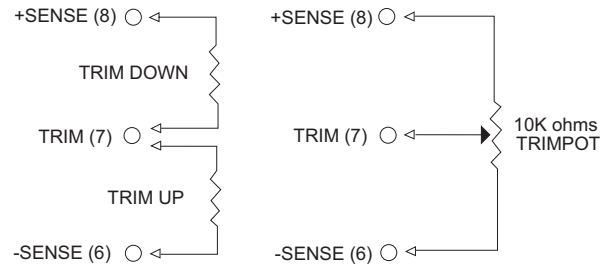 +SENSE (8)
TRIM DOWN
TRIM (7)
TRIM UP
-SENSE (6)
+SENSE (8)
TRIM (7)
10K ohms
TRIMPOT
-SENSE (6)